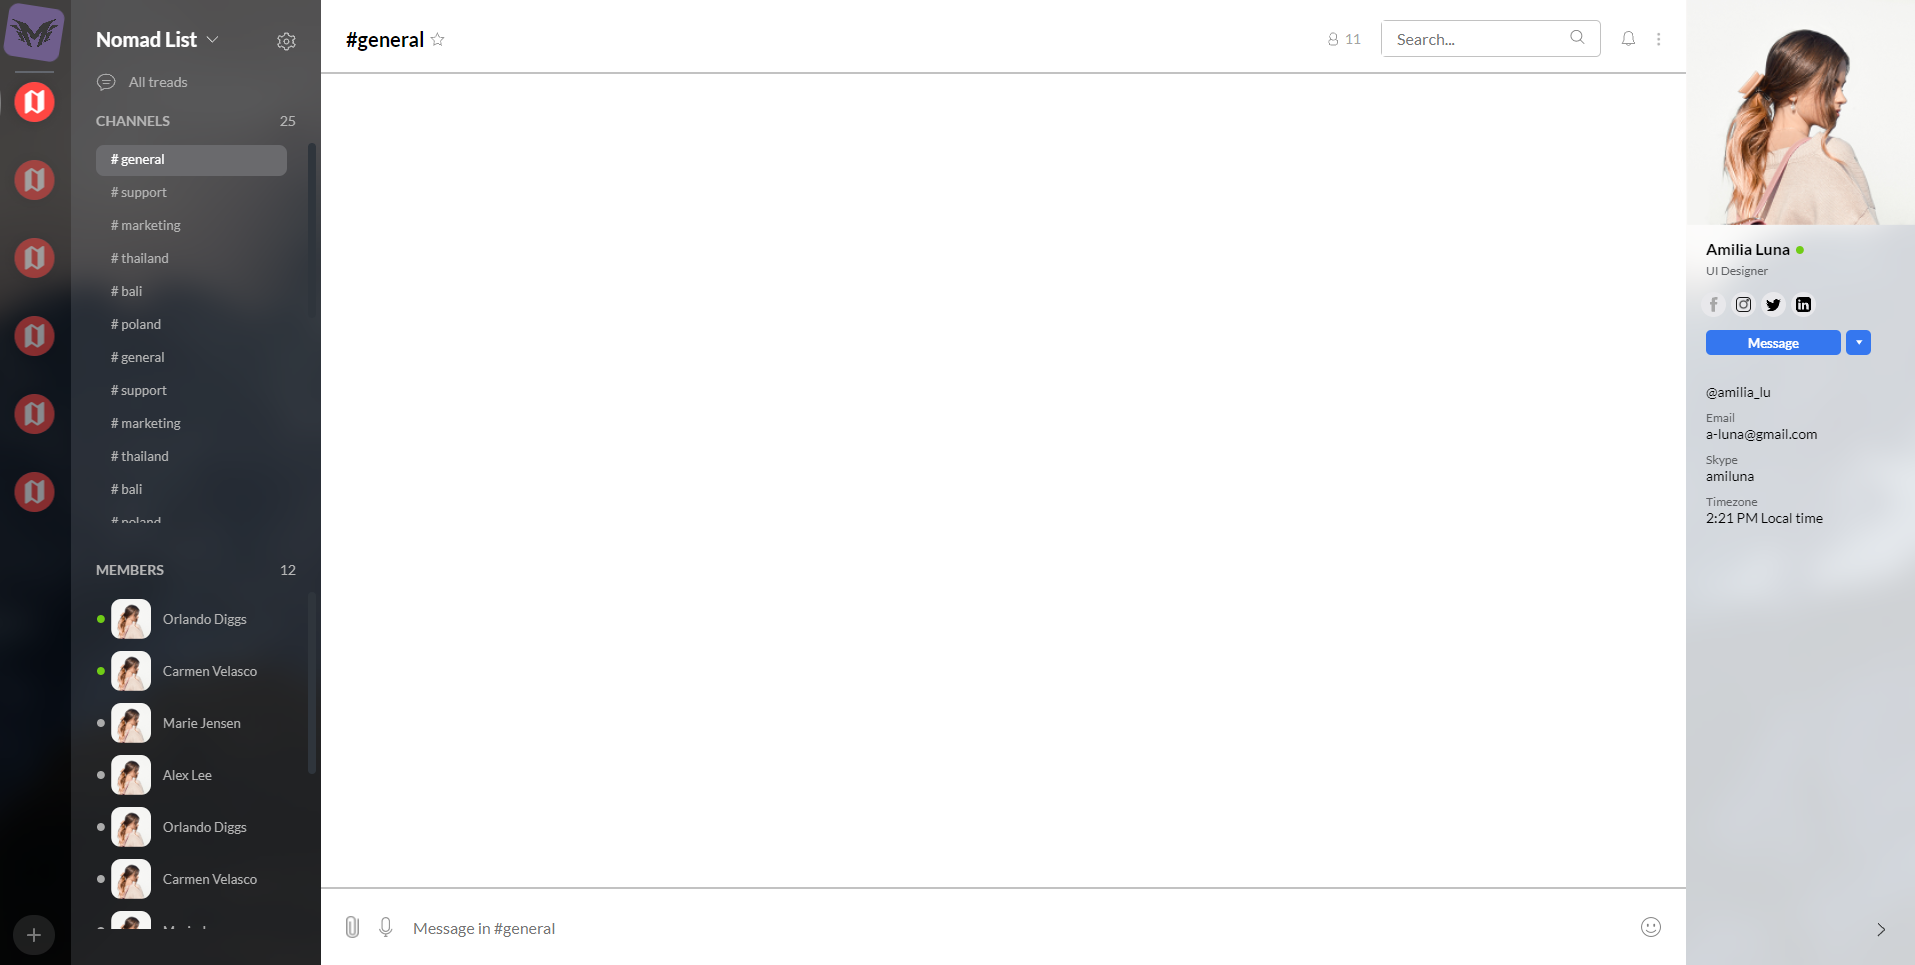 Nomad List
All treads
CHANNELS 25
# general
# support
# marketing
# thailand
# bali
# poland
# general
# support
# marketing
# thailand
# bali
# poland
MEMBERS 12
Orlando Diggs
Carmen Velasco
Marie Jensen
Alex Lee
Orlando Diggs
Carmen Velasco
#general
11
Search...
Message in #general
Amilia Luna
UI Designer
Message
@amilia_lu
Email
a-luna@gmail.com
Skype
amiluna
Timezone
2:21 PM Local time